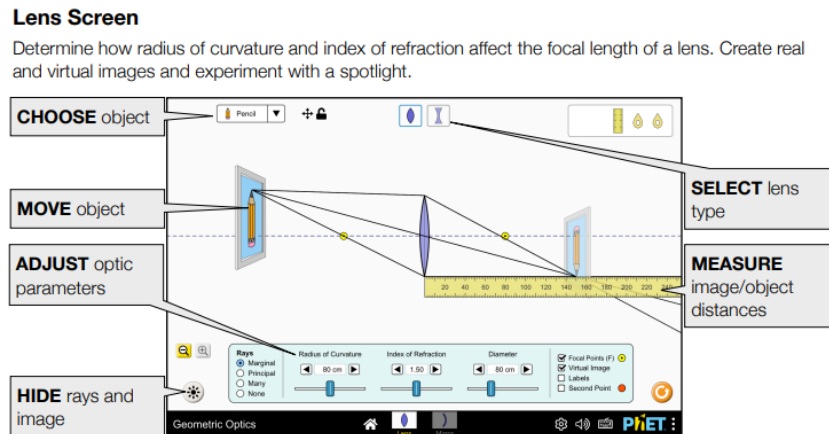 Lens Screen
Determine how radius of curvature and index of refraction affect the focal length of a lens. Create real
and virtual images and experiment with a spotlight.
CHOOSE object
Pencil
SELECT lens
type
MOVE object
ADJUST optic
parameters
MEASURE
image/object
distances
20 40 60 80 100 120 140 160 180 200 220 240
Rays
Marginal
Principal
Many
None
Radius of Curvature
80 cm
Index of Refraction
1.50
Diameter
80 cm
Focal Points (F)
Virtual Image
Labels
Second Point
HIDE rays and
image
Geometric Optics
Lens
Mirror
PhET